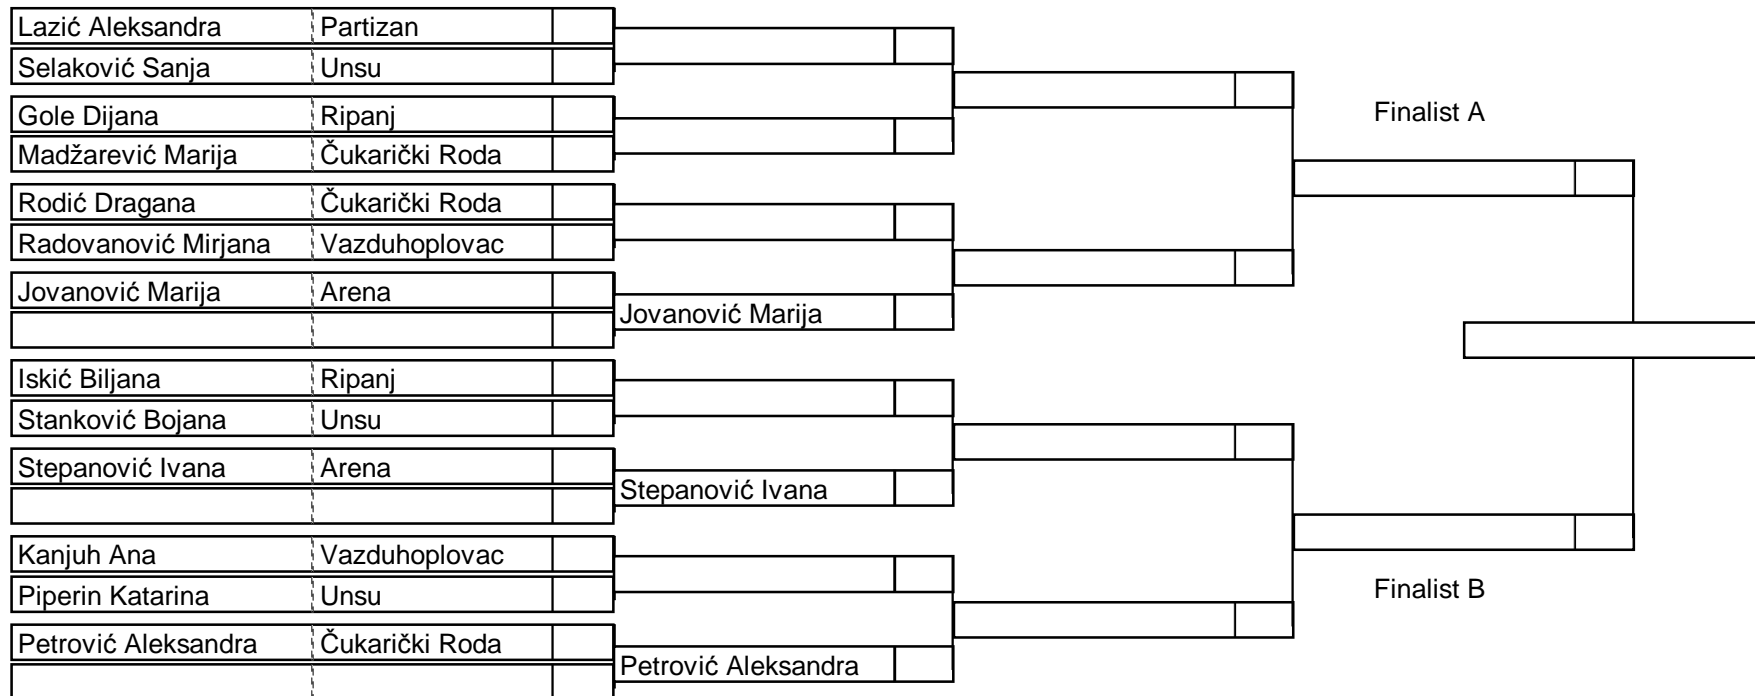 Lazić Aleksandra Partizan
Selaković Sanja Unsu
Gole Dijana Ripanj
Finalist A
Madžarević Marija Čukarički Roda
Rodić Dragana Čukarički Roda
Radovanović Mirjana Vazduhoplovac
Jovanović Marija Arena
Jovanović Marija
Iskić Biljana Ripanj
Stanković Bojana Unsu
Stepanović Ivana Arena
Stepanović Ivana
Kanjuh Ana Vazduhoplovac
Piperin Katarina Unsu
Finalist B
Petrović Aleksandra Čukarički Roda
Petrović Aleksandra